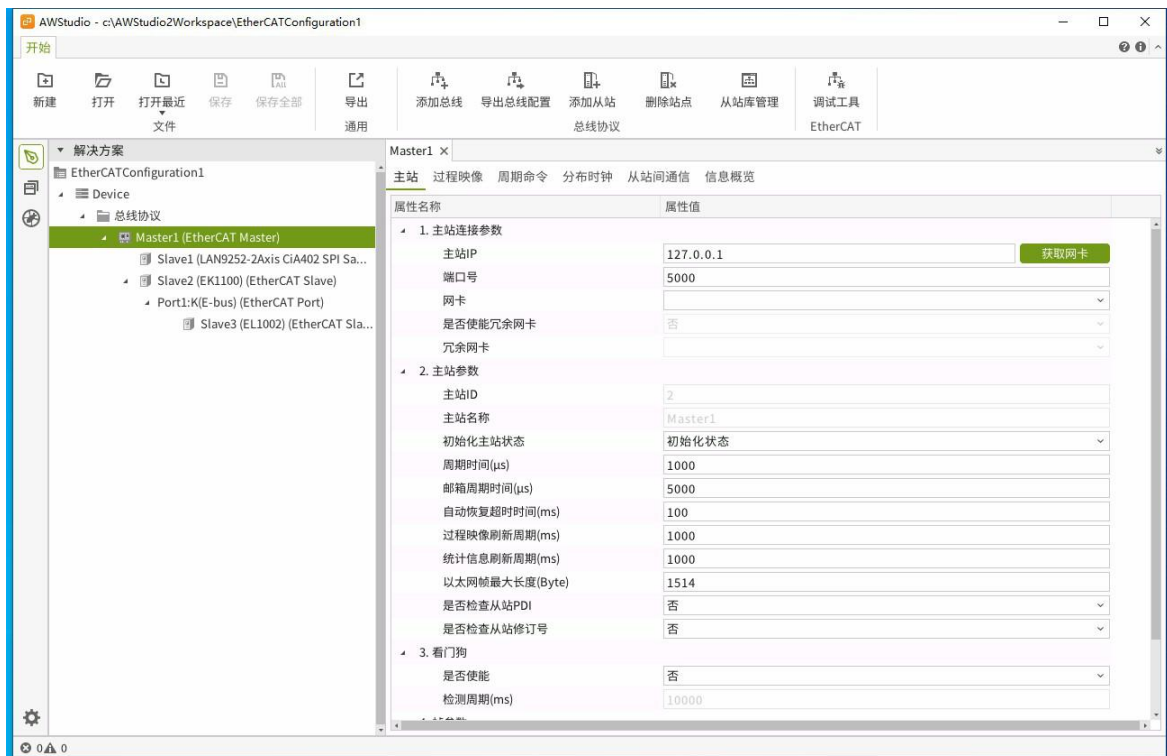 AWStudio - c:\AWStudio2Workspace\EtherCATConfiguration1
开始
新建 打开 打开最近 保存 保存全部 导出 添加总线 导出总线配置 添加从站 删除站点 从站库管理 调试工具
文件 通用 总线协议 EtherCAT
解决方案
EtherCATConfiguration1
Device
总线协议
Master1 (EtherCAT Master)
Slave1 (LAN9252-2Axis CiA402 SPI Sa...
Slave2 (EK1100) (EtherCAT Slave)
Port1:K(E-bus) (EtherCAT Port)
Slave3 (EL1002) (EtherCAT Sla...
Master1
主站 过程映像 周期命令 分布时钟 从站间通信 信息概览
属性名称 属性值
1. 主站连接参数
主站IP 127.0.0.1 获取网卡
端口号 5000
网卡
是否使能冗余网卡 否
冗余网卡
2. 主站参数
主站ID 2
主站名称 Master1
初始化主站状态 初始化状态
周期时间(μs) 1000
邮箱周期时间(μs) 5000
自动恢复超时时间(ms) 100
过程映像刷新周期(ms) 1000
统计信息刷新周期(ms) 1000
以太网帧最大长度(Byte) 1514
是否检查从站PDI 否
是否检查从站修订号 否
3. 看门狗
是否使能 否
检测周期(ms) 10000
0 0